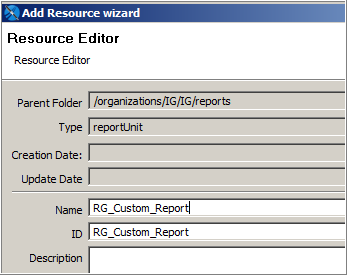 Add Resource wizard
Resource Editor
Resource Editor
Parent Folder /organizations/IG/IG/reports
Type reportUnit
Creation Date:
Update Date
Name RG_Custom_Report
ID RG_Custom_Report
Description